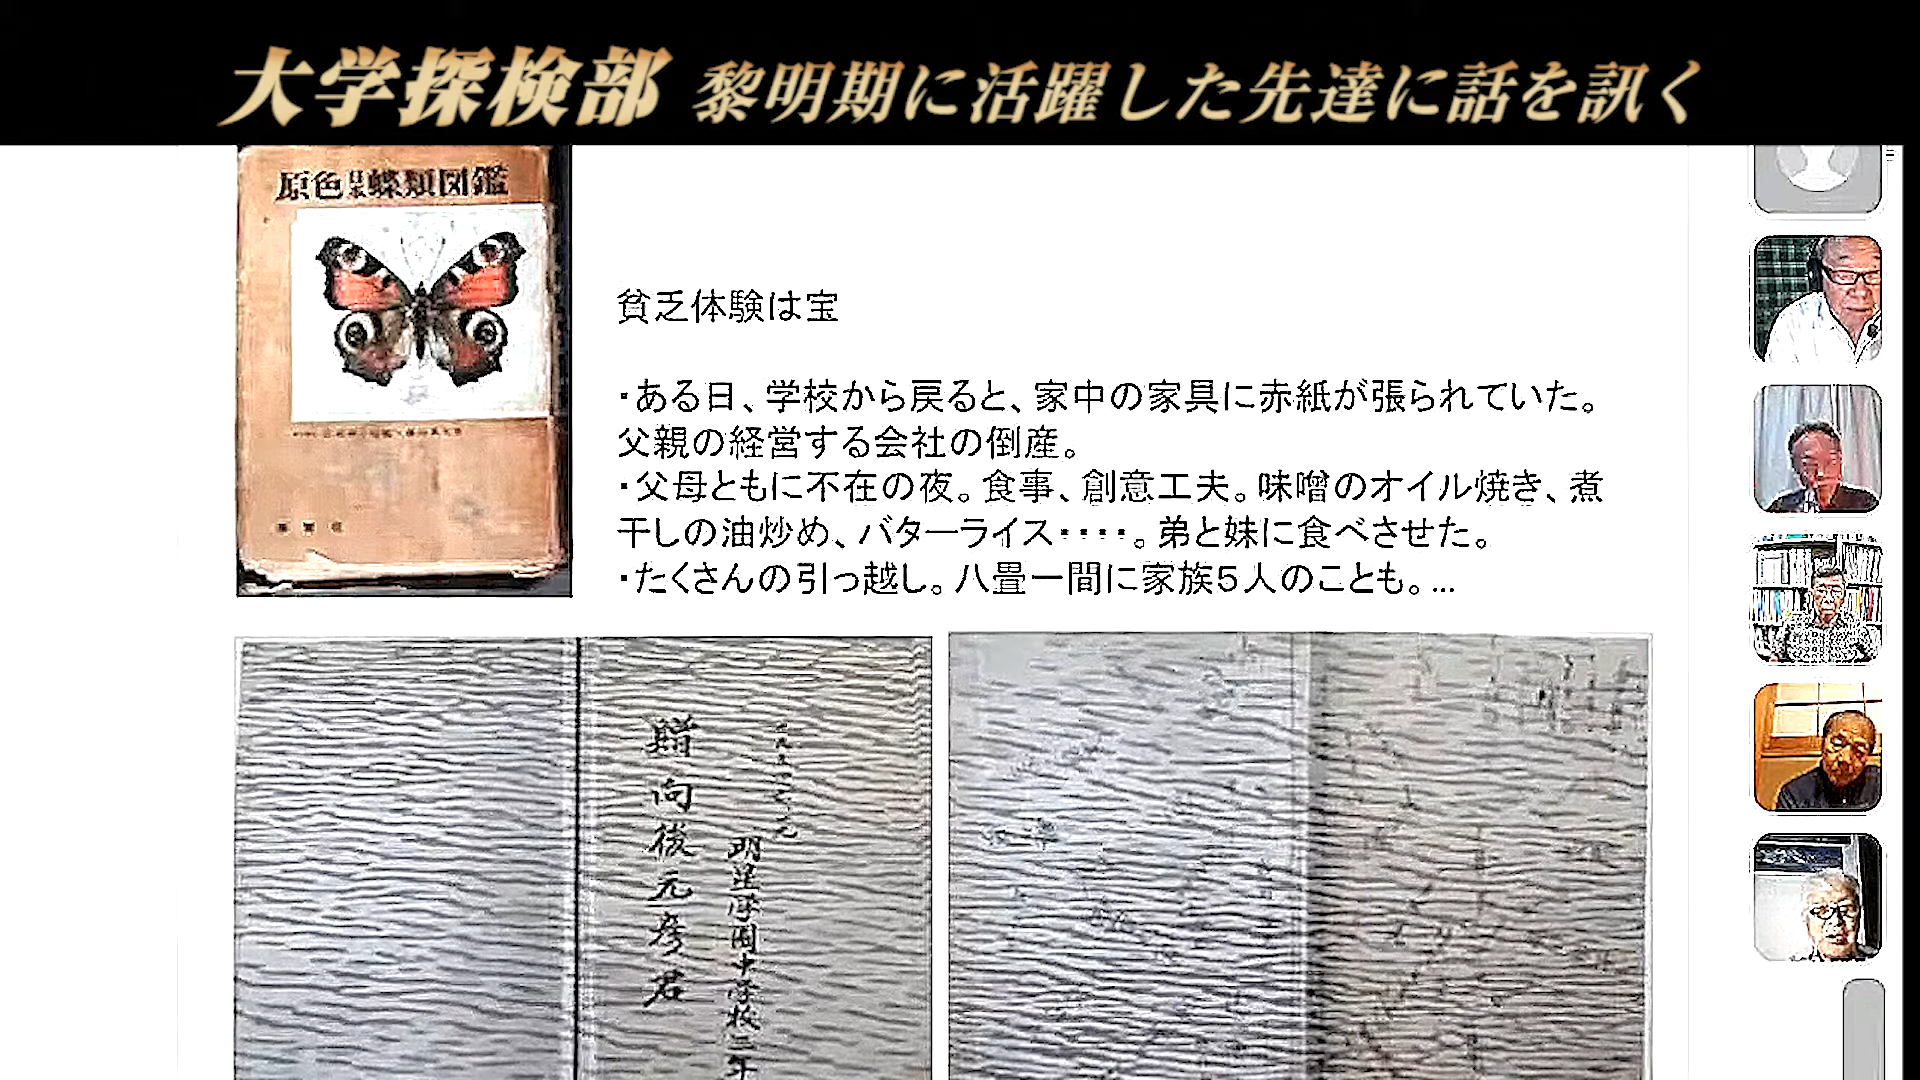 大学探検部 黎明期に活躍した先達に話を訊く
原色日本蝶類図鑑
貧乏体験は宝
・ある日、学校から戻ると、家中の家具に赤紙が張られていた。
父親の経営する会社の倒産。
・父母ともに不在の夜。食事、創意工夫。味噌のオイル焼き、煮
干しの油炒め、バターライス・・・・。弟と妹に食べさせた。
・たくさんの引っ越し。八畳一間に家族５人のことも。...
明星学園中学校三年
贈向後元彦君